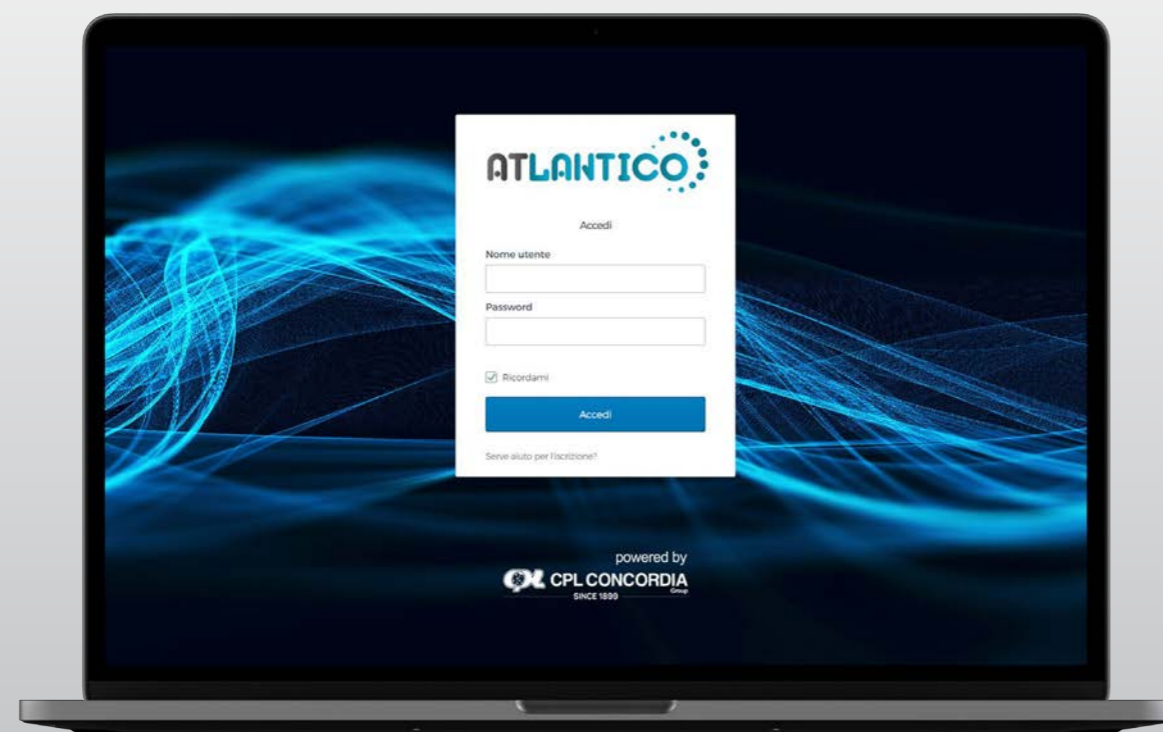 ATLANTICO
Accedi
Nome utente
Password
Ricordami
Accedi
Serve aiuto per l'iscrizione?
powered by
CPL CONCORDIA
Group
SINCE 1899